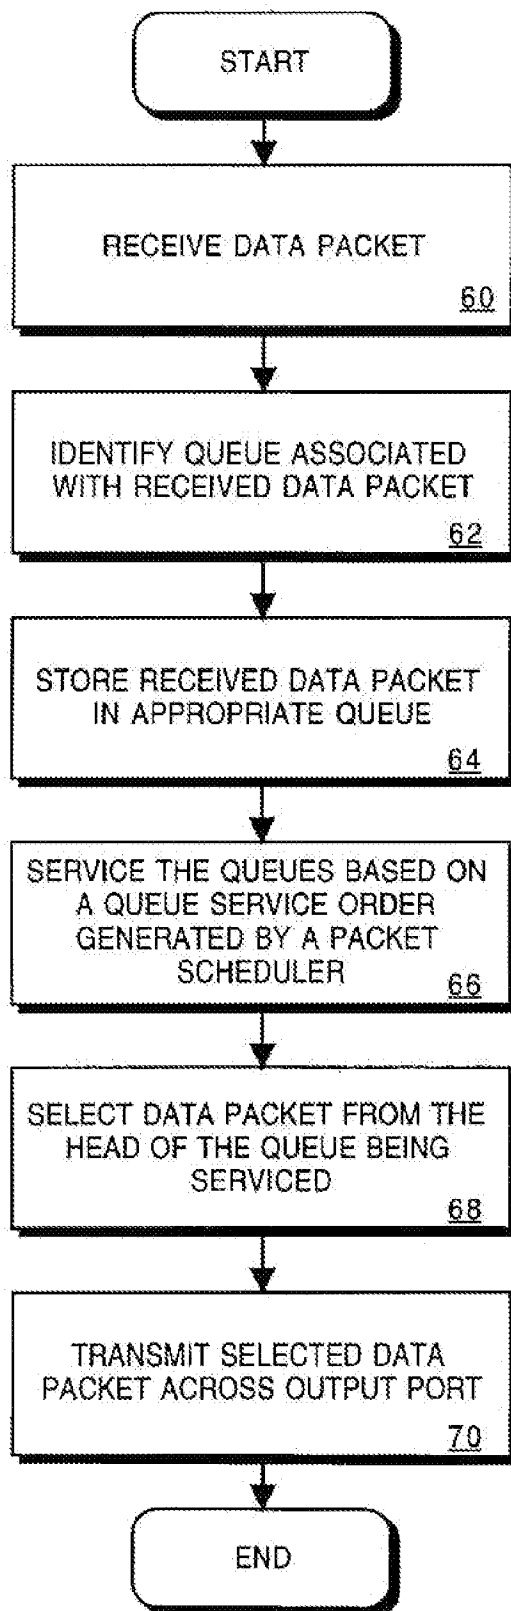 START
RECEIVE DATA PACKET
60
IDENTIFY QUEUE ASSOCIATED
WITH RECEIVED DATA PACKET
62
STORE RECEIVED DATA PACKET
IN APPROPRIATE QUEUE
64
SERVICE THE QUEUES BASED ON
A QUEUE SERVICE ORDER
GENERATED BY A PACKET
SCHEDULER
66
SELECT DATA PACKET FROM THE
HEAD OF THE QUEUE BEING
SERVICED
68
TRANSMIT SELECTED DATA
PACKET ACROSS OUTPUT PORT
70
END